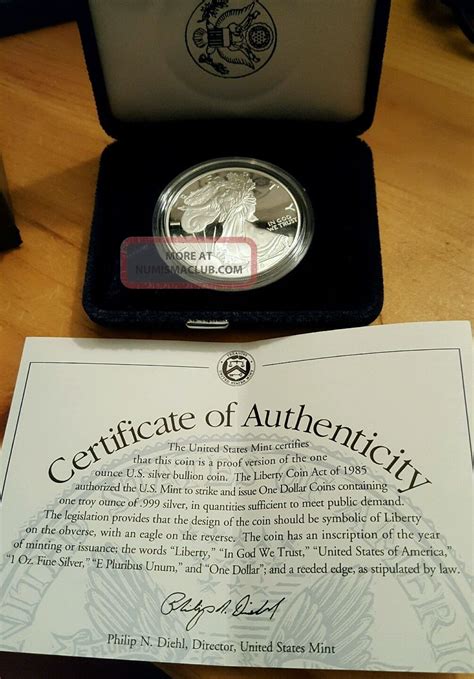 IN GOD
WE TRUST
MORE AT
NUMISMACLUB.COM
Certificate of Authenticity
The United States Mint certifies
that this coin is a proof version of the one
ounce U.S. silver bullion coin. The Liberty Coin Act of 1985
authorized the U.S. Mint to strike and issue One Dollar Coins containing
one troy ounce of .999 silver, in quantities sufficient to meet public demand.
The legislation provides that the design of the coin should be symbolic of Liberty
on the obverse, with an eagle on the reverse. The coin has an inscription of the year
of minting or issuance; the words “Liberty,” “In God We Trust,” “United States of America,”
“1 Oz. Fine Silver,” “E Pluribus Unum,” and “One Dollar”; and a reeded edge, as stipulated by law.
Philip N. Diehl
Philip N. Diehl, Director, United States Mint